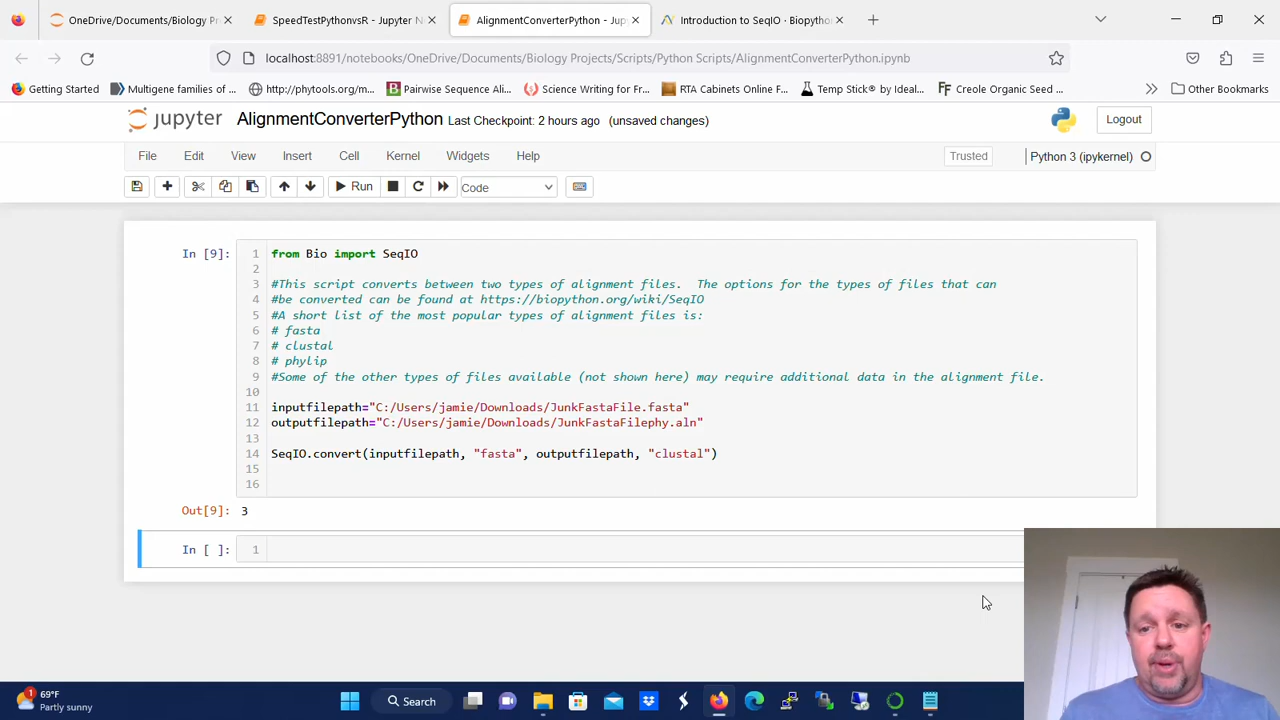 OneDrive/Documents/Biology Pr
SpeedTestPythonvsR - Jupyter N
AlignmentConverterPython - Jup
Introduction to SeqIO · Biopytho
localhost:8891/notebooks/OneDrive/Documents/Biology Projects/Scripts/Python Scripts/AlignmentConverterPython.ipynb
Getting Started
Multigene families of ...
http://phytools.org/m...
Pairwise Sequence Ali...
Science Writing for Fr...
RTA Cabinets Online F...
Temp Stick® by Ideal...
Creole Organic Seed ...
Other Bookmarks
jupyter AlignmentConverterPython Last Checkpoint: 2 hours ago (unsaved changes)
Logout
File Edit View Insert Cell Kernel Widgets Help
Trusted
Python 3 (ipykernel)
Run
Code
In [9]:
1 from Bio import SeqIO
2
3 #This script converts between two types of alignment files.  The options for the types of files that can
4 #be converted can be found at https://biopython.org/wiki/SeqIO
5 #A short list of the most popular types of alignment files is:
6 # fasta
7 # clustal
8 # phylip
9 #Some of the other types of files available (not shown here) may require additional data in the alignment file.
10
11 inputfilepath="C:/Users/jamie/Downloads/JunkFastaFile.fasta"
12 outputfilepath="C:/Users/jamie/Downloads/JunkFastaFilephy.aln"
13
14 SeqIO.convert(inputfilepath, "fasta", outputfilepath, "clustal")
15
16
Out[9]: 3
In [ ]: 1
1
69°F
Partly sunny
Search